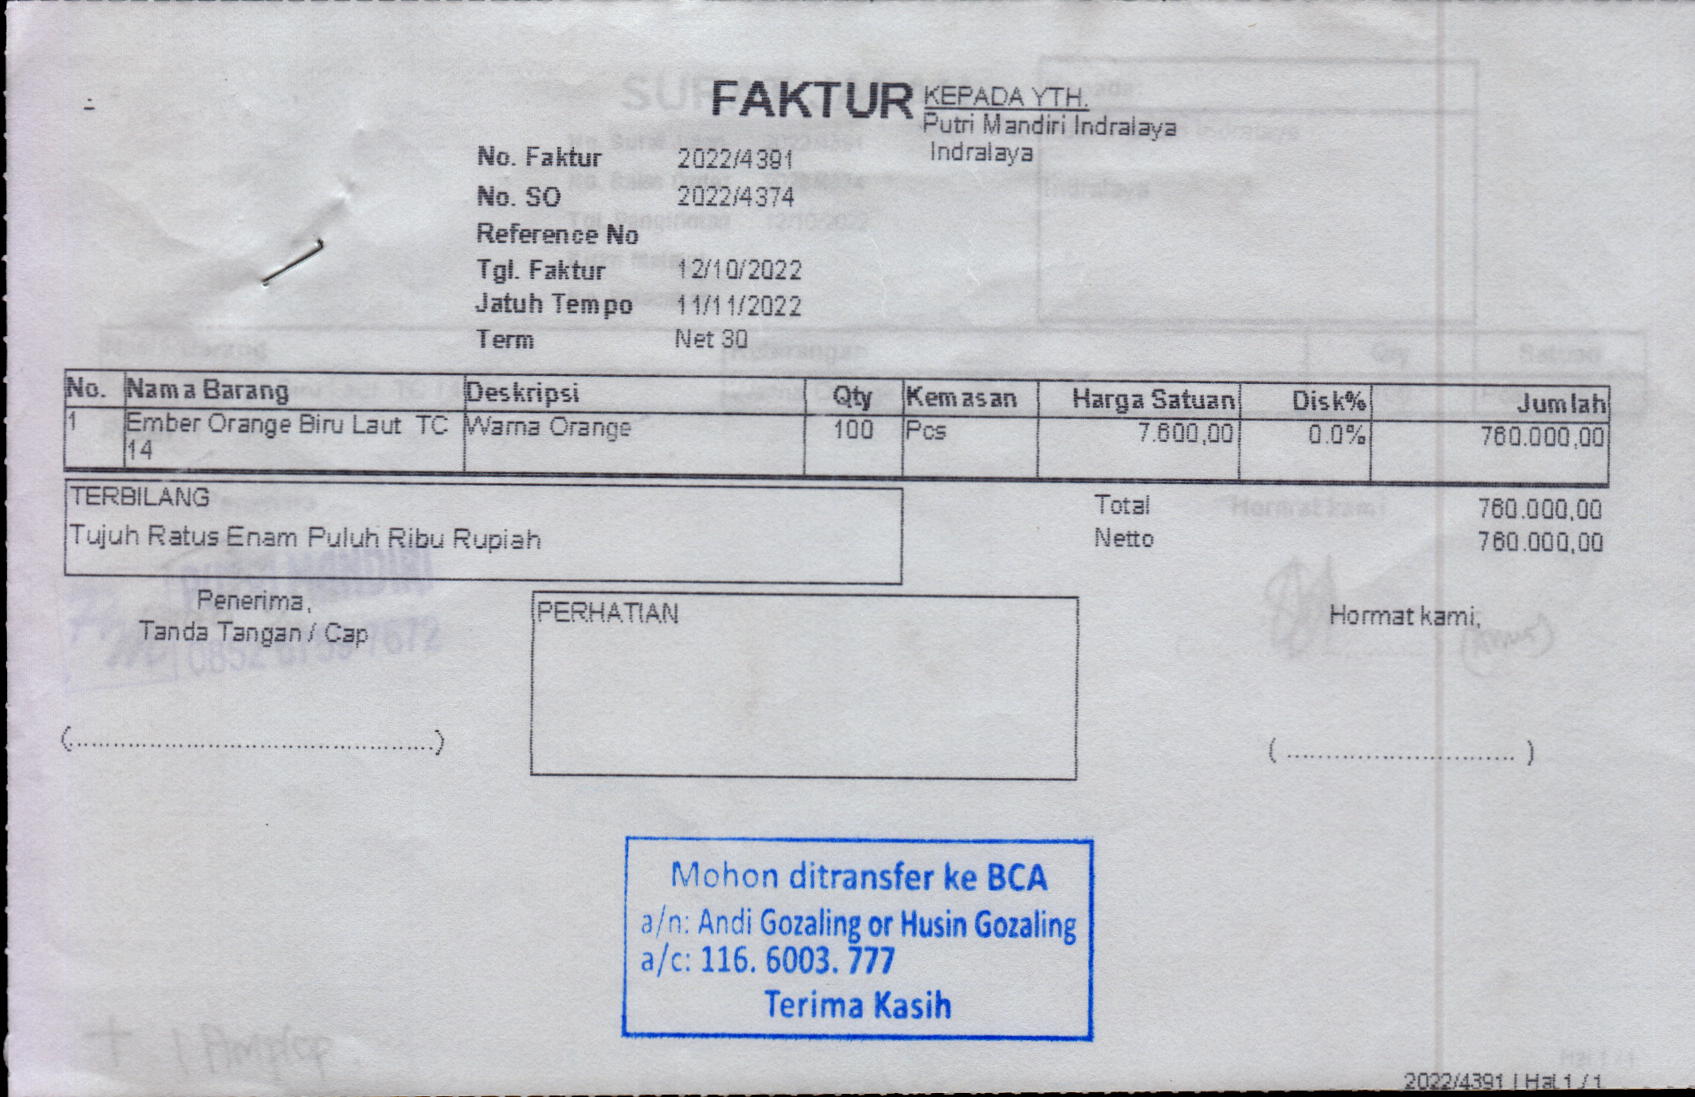 FAKTUR
KEPADA YTH.
Putri Mandiri Indralaya
Indralaya
No. Faktur 2022/4391
No. SO 2022/4374
Reference No
Tgl. Faktur 12/10/2022
Jatuh Tempo 11/11/2022
Term Net 30
No. Nama Barang Deskripsi Qty Kemasan Harga Satuan Disk% Jumlah
1 Ember Orange Biru Laut TC Warna Orange 100 Pcs 7.600,00 0.0% 760.000,00
14
TERBILANG
Tujuh Ratus Enam Puluh Ribu Rupiah
Total 760.000,00
Netto 760.000,00
Penerima,
Tanda Tangan / Cap
PERHATIAN
Hormat kami,
(................................................)
( .............................. )
Mohon ditransfer ke BCA
a/n: Andi Gozaling or Husin Gozaling
a/c: 116. 6003. 777
Terima Kasih
2022/4391 | Hal 1 / 1